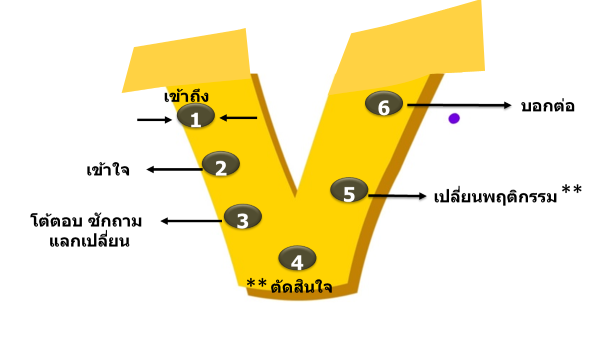 เข้าถึง
1
เข้าใจ
2
โต้ตอบ ซักถาม
แลกเปลี่ยน
3
4
** ตัดสินใจ
5
เปลี่ยนพฤติกรรม **
6
บอกต่อ